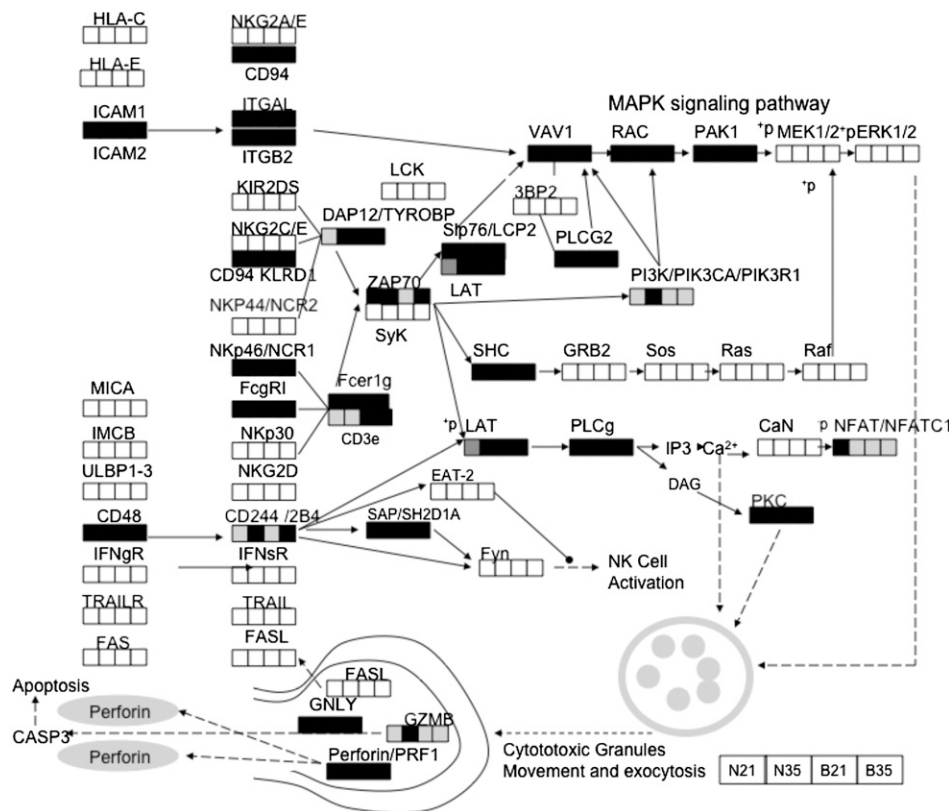 HLA-C
NKG2A/E
HLA-E
CD94
ICAM1
ITGAL
MAPK signaling pathway
ICAM2
ITGB2
VAV1
RAC
PAK1
+p
MEK1/2
+p
ERK1/2
LCK
+p
KIR2DS
3BP2
DAP12/TYROBP
NKG2C/E
Slp76/LCP2
PLCG2
CD94 KLRD1
ZAP70
LAT
PI3K/PIK3CA/PIK3R1
NKP44/NCR2
SyK
NKp46/NCR1
SHC
GRB2
Sos
Ras
Raf
MICA
FcgRI
Fcer1g
IMCB
NKp30
CD3e
+p
LAT
PLCg
IP3
Ca2+
CaN
p
NFAT/NFATC1
ULBP1-3
NKG2D
EAT-2
DAG
PKC
CD48
CD244 /2B4
SAP/SH2D1A
IFNgR
IFNsR
Fyn
NK Cell
Activation
TRAILR
TRAIL
FAS
FASL
FASL
Apoptosis
Perforin
GNLY
GZMB
CASP3
Perforin
Perforin/PRF1
Cytototoxic Granules
Movement and exocytosis
N21 N35 B21 B35